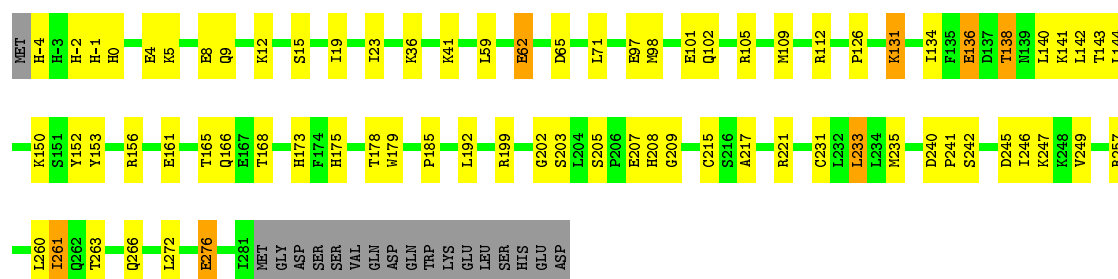 MET H-4 H-3 H-2 H-1 H0 E4 K5 E8 Q9 K12 S15 I19 I23 K36 K41 L59 E62 D65 L71 E97 M98 E101 Q102 R105 M109 R112 P126 K131 I134 F135 E136 D137 T138 N139 L140 K141 L142 T143 L144
K150 S151 Y152 Y153 R156 E161 T165 Q166 E167 T168 H173 F174 H175 T178 W179 P185 L192 R199 G202 S203 L204 S205 P206 E207 H208 G209 C215 S216 A217 R221 C231 L232 L233 L234 M235 D240 P241 S242 D245 I246 K247 K248 V249 R257
L260 I261 Q262 T263 Q266 L272 E276 I281 MET GLY ASP SER SER VAL GLN ASP GLN TRP LYS GLU LEU SER HIS GLU ASP